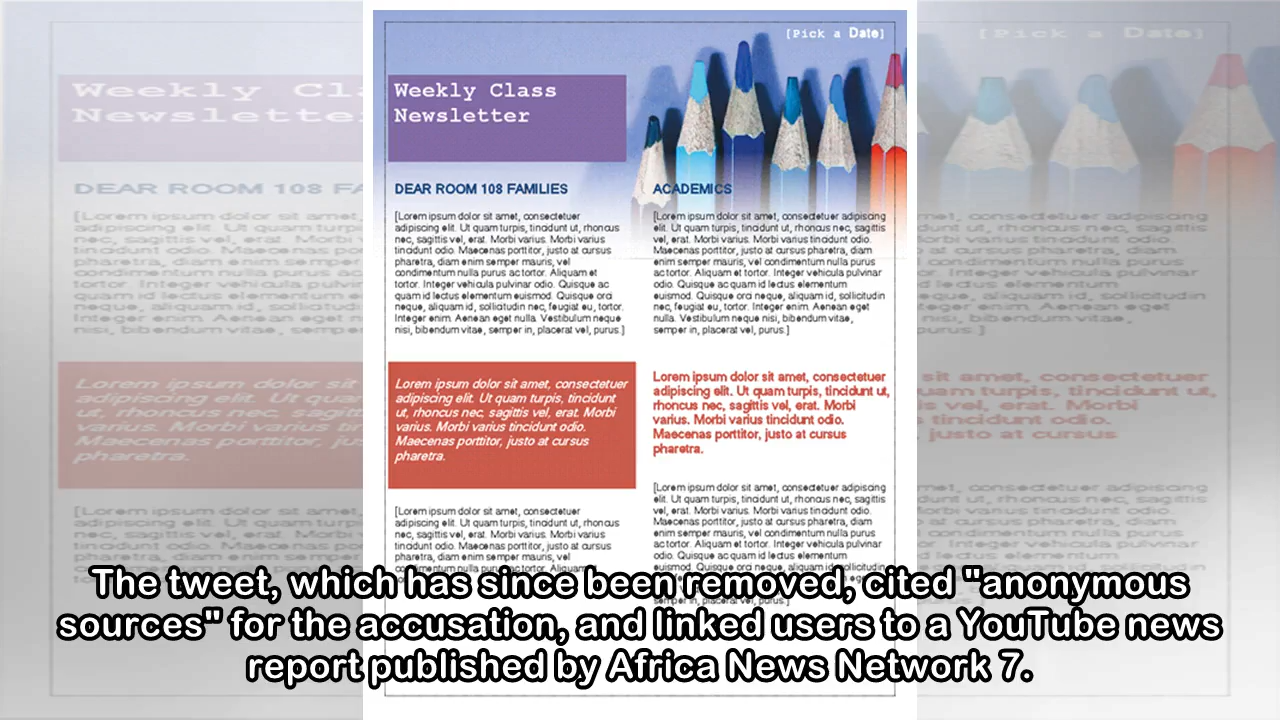 [Pick a Date]
Weekly Class
Newsletter
DEAR ROOM 108 FAMILIES
[Lorem ipsum dolor sit amet, consectetuer
adipiscing elit. Ut quam turpis, tincidunt ut, rhoncus
nec, sagittis vel, erat. Morbi varius. Morbi varius
tincidunt odio. Maecenas porttitor, justo at cursus
pharetra, diam enim semper mauris, vel
condimentum nulla purus ac tortor. Aliquam et
tortor. Integer vehicula pulvinar odio. Quisque ac
quam id lectus elementum euismod. Quisque orci
neque, aliquam id, sollicitudin nec, feugiat eu, tortor.
Integer enim. Aenean eget nulla. Vestibulum neque
nisi, bibendum vitae, semper in, placerat vel, purus.]
Lorem ipsum dolor sit amet, consectetuer
adipiscing elit. Ut quam turpis, tincidunt
ut, rhoncus nec, sagittis vel, erat. Morbi
varius. Morbi varius tincidunt odio.
Maecenas porttitor, justo at cursus
pharetra.
[Lorem ipsum dolor sit amet, consectetuer
adipiscing elit. Ut quam turpis, tincidunt ut, rhoncus
nec, sagittis vel, erat. Morbi varius. Morbi varius
tincidunt odio. Maecenas porttitor, justo at cursus
pharetra, diam enim semper mauris, vel
condimentum nulla purus ac tortor. Aliquam
ACADEMICS
[Lorem ipsum dolor sit amet, consectetuer adipiscing
elit. Ut quam turpis, tincidunt ut, rhoncus nec, sagittis
vel, erat. Morbi varius. Morbi varius tincidunt odio.
Maecenas porttitor, justo at cursus pharetra, diam
enim semper mauris, vel condimentum nulla purus
ac tortor. Aliquam et tortor. Integer vehicula pulvinar
odio. Quisque ac quam id lectus elementum
euismod. Quisque orci neque, aliquam id, sollicitudin
nec, feugiat eu, tortor. Integer enim. Aenean eget
nulla. Vestibulum neque nisi, bibendum vitae,
semper in, placerat vel, purus.]
Lorem ipsum dolor sit amet, consectetuer
adipiscing elit. Ut quam turpis, tincidunt ut,
rhoncus nec, sagittis vel, erat. Morbi
varius. Morbi varius tincidunt odio.
Maecenas porttitor, justo at cursus
pharetra.
[Lorem ipsum dolor sit amet, consectetuer adipiscing
elit. Ut quam turpis, tincidunt ut, rhoncus nec, sagittis
vel, erat. Morbi varius. Morbi varius tincidunt odio.
Maecenas porttitor, justo at cursus pharetra, diam
enim semper mauris, vel condimentum nulla purus
ac tortor. Aliquam et tortor. Integer vehicula pulvinar
odio. Quisque ac quam id lectus elementum
The tweet, which has since been removed, cited "anonymous
sources" for the accusation, and linked users to a YouTube news
report published by Africa News Network 7.